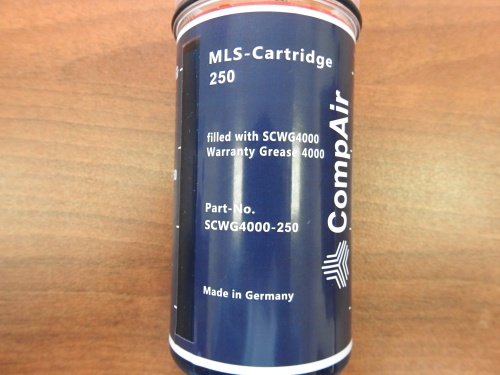 MLS-Cartridge
250
filled with SCWG4000
Warranty Grease 4000
Part-No.
SCWG4000-250
Made in Germany
CompAir